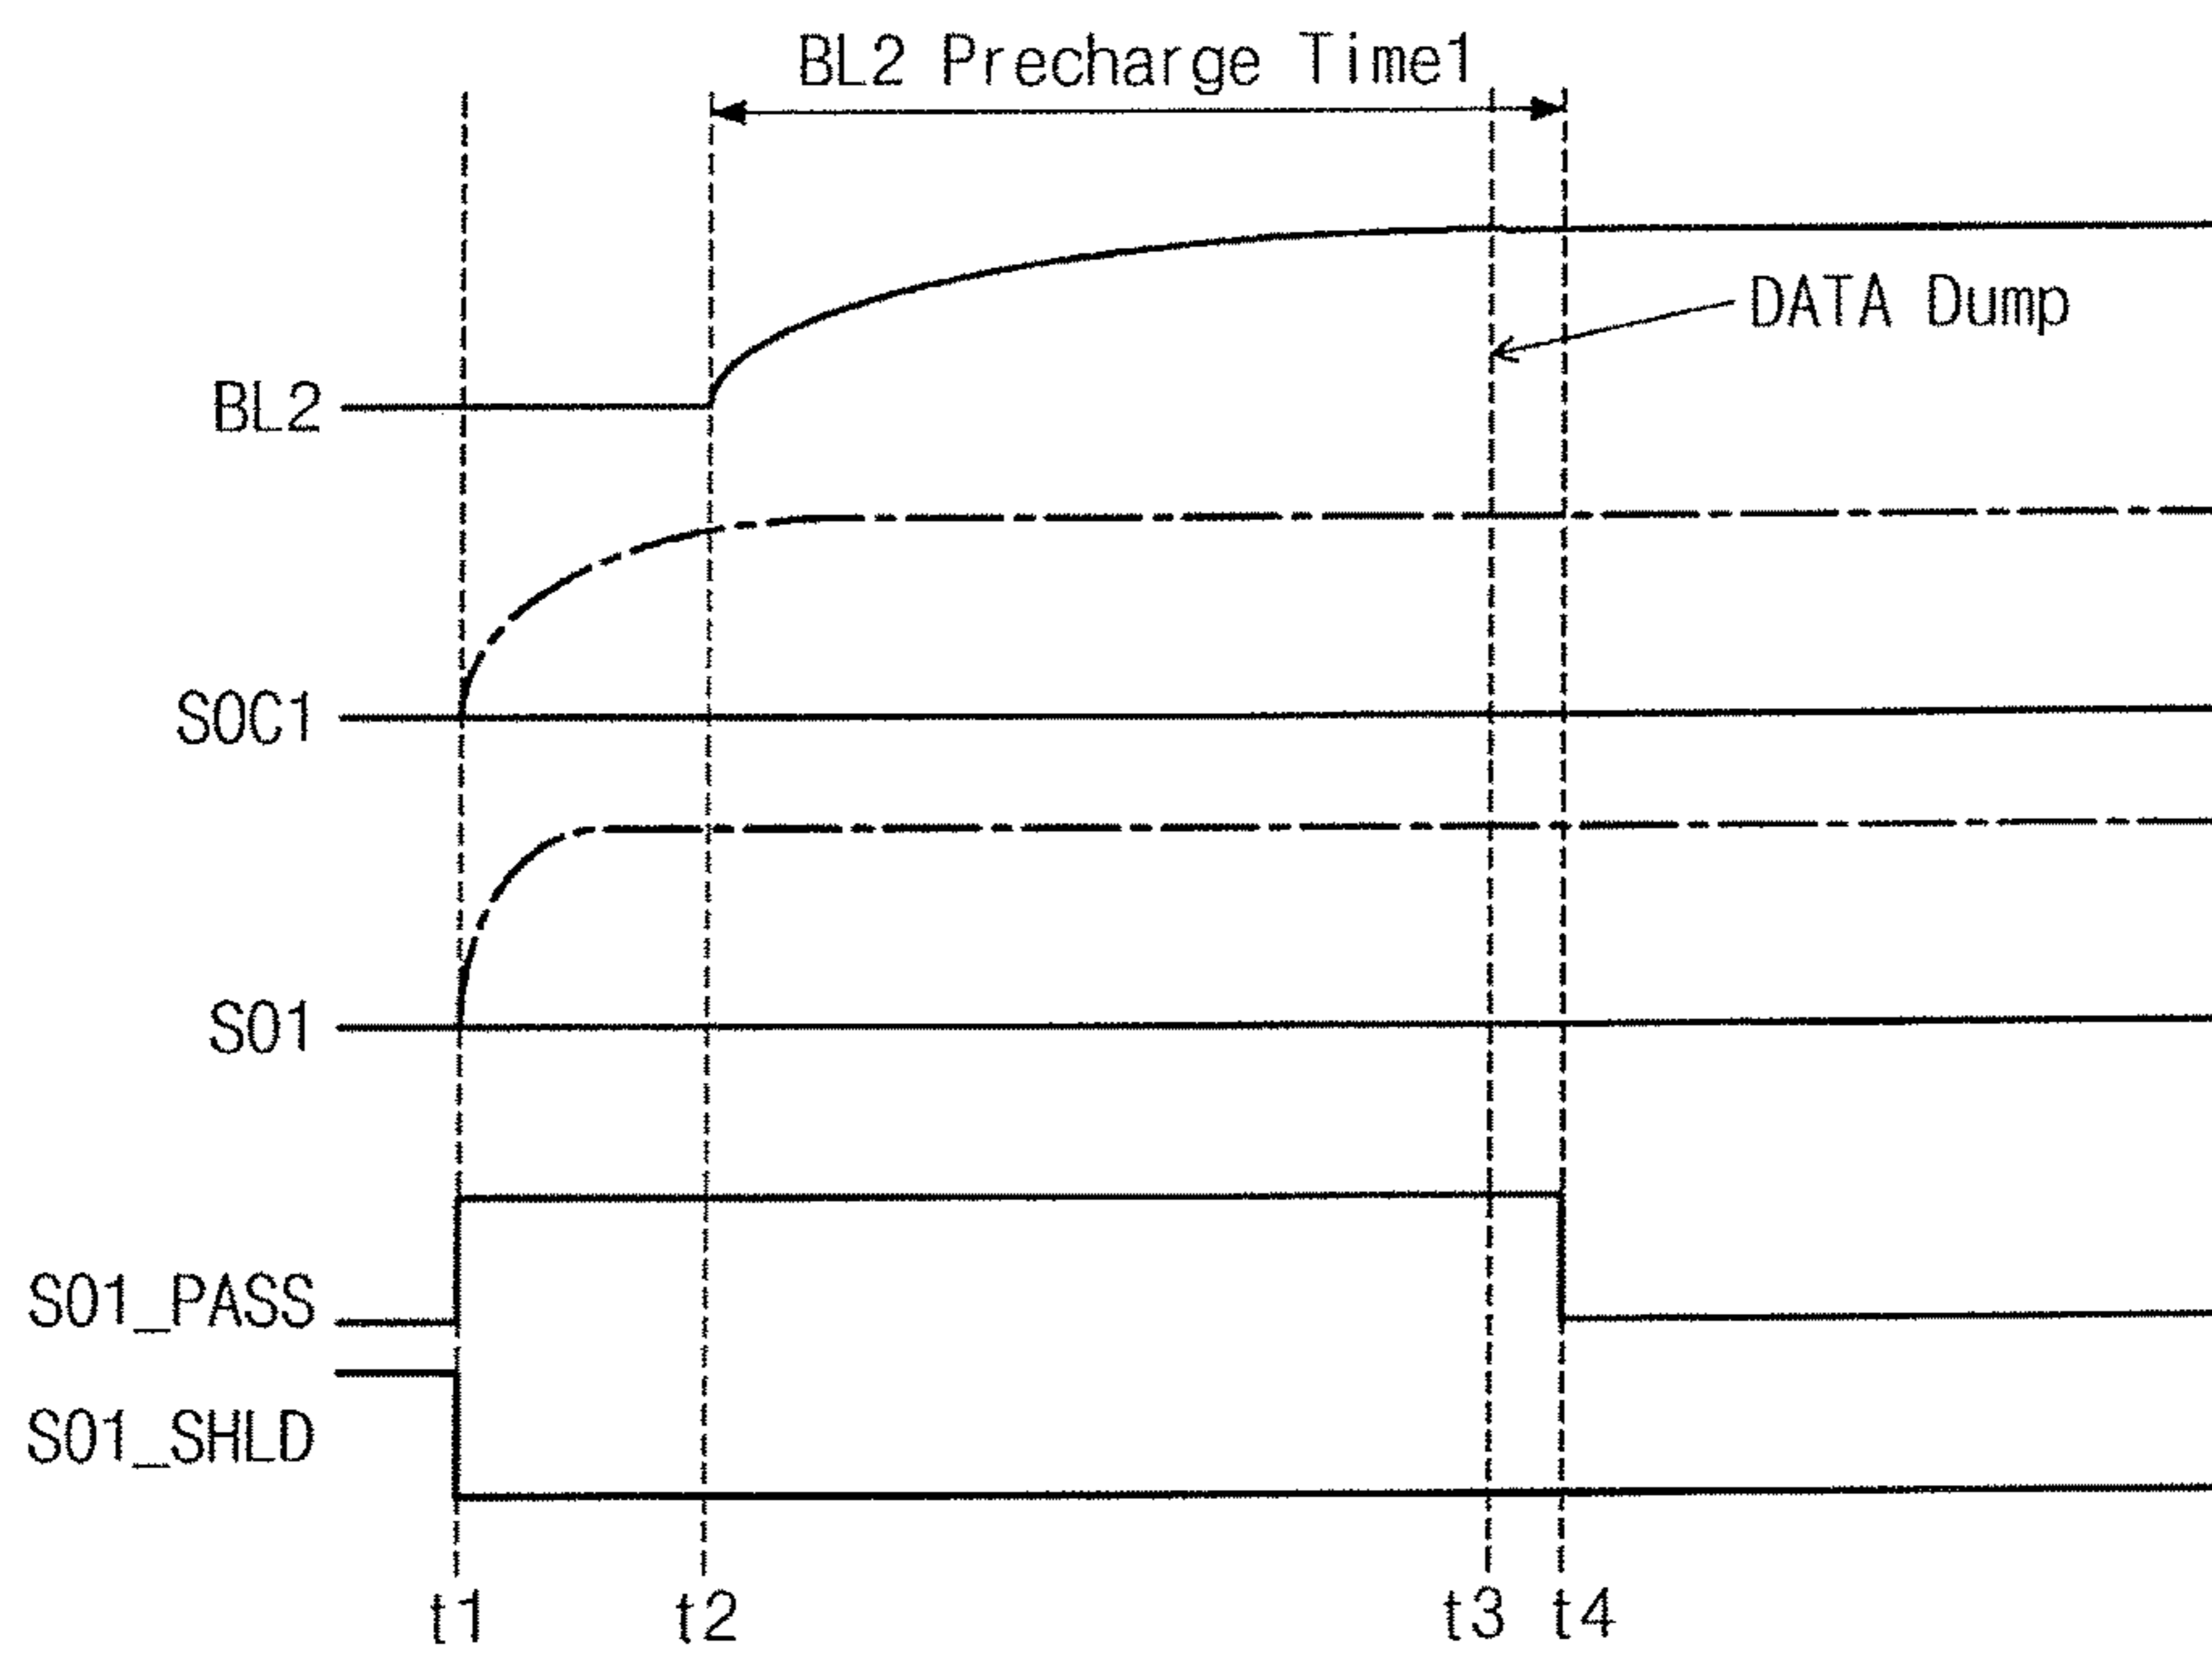 BL2 Precharge Time1
DATA Dump
BL2
SOC1
SO1
SO1_PASS
SO1_SHLD
t1 t2 t3 t4